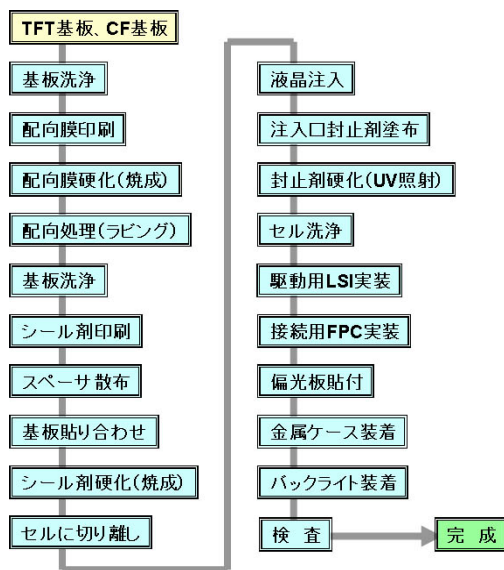 TFT基板、CF基板
基板洗浄
配向膜印刷
配向膜硬化(焼成)
配向処理(ラビング)
基板洗浄
シール剤印刷
スペーサ散布
基板貼り合わせ
シール剤硬化(焼成)
セルに切り離し
液晶注入
注入口封止剤塗布
封止剤硬化(UV照射)
セル洗浄
駆動用LSI実装
接続用FPC実装
偏光板貼付
金属ケース装着
バックライト装着
検 査
完 成